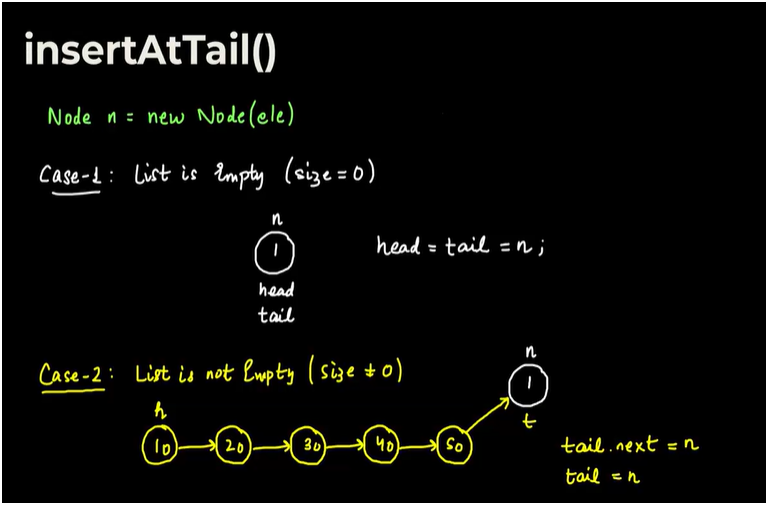 insertAtTail()
Node n = new Node(ele)
Case-1: List is Empty (size = 0)
n
1
head = tail = n;
head
tail
Case-2: List is not Empty (size ≠ 0)
n
1
h
t
10 20 30 40 50
tail.next = n
tail = n